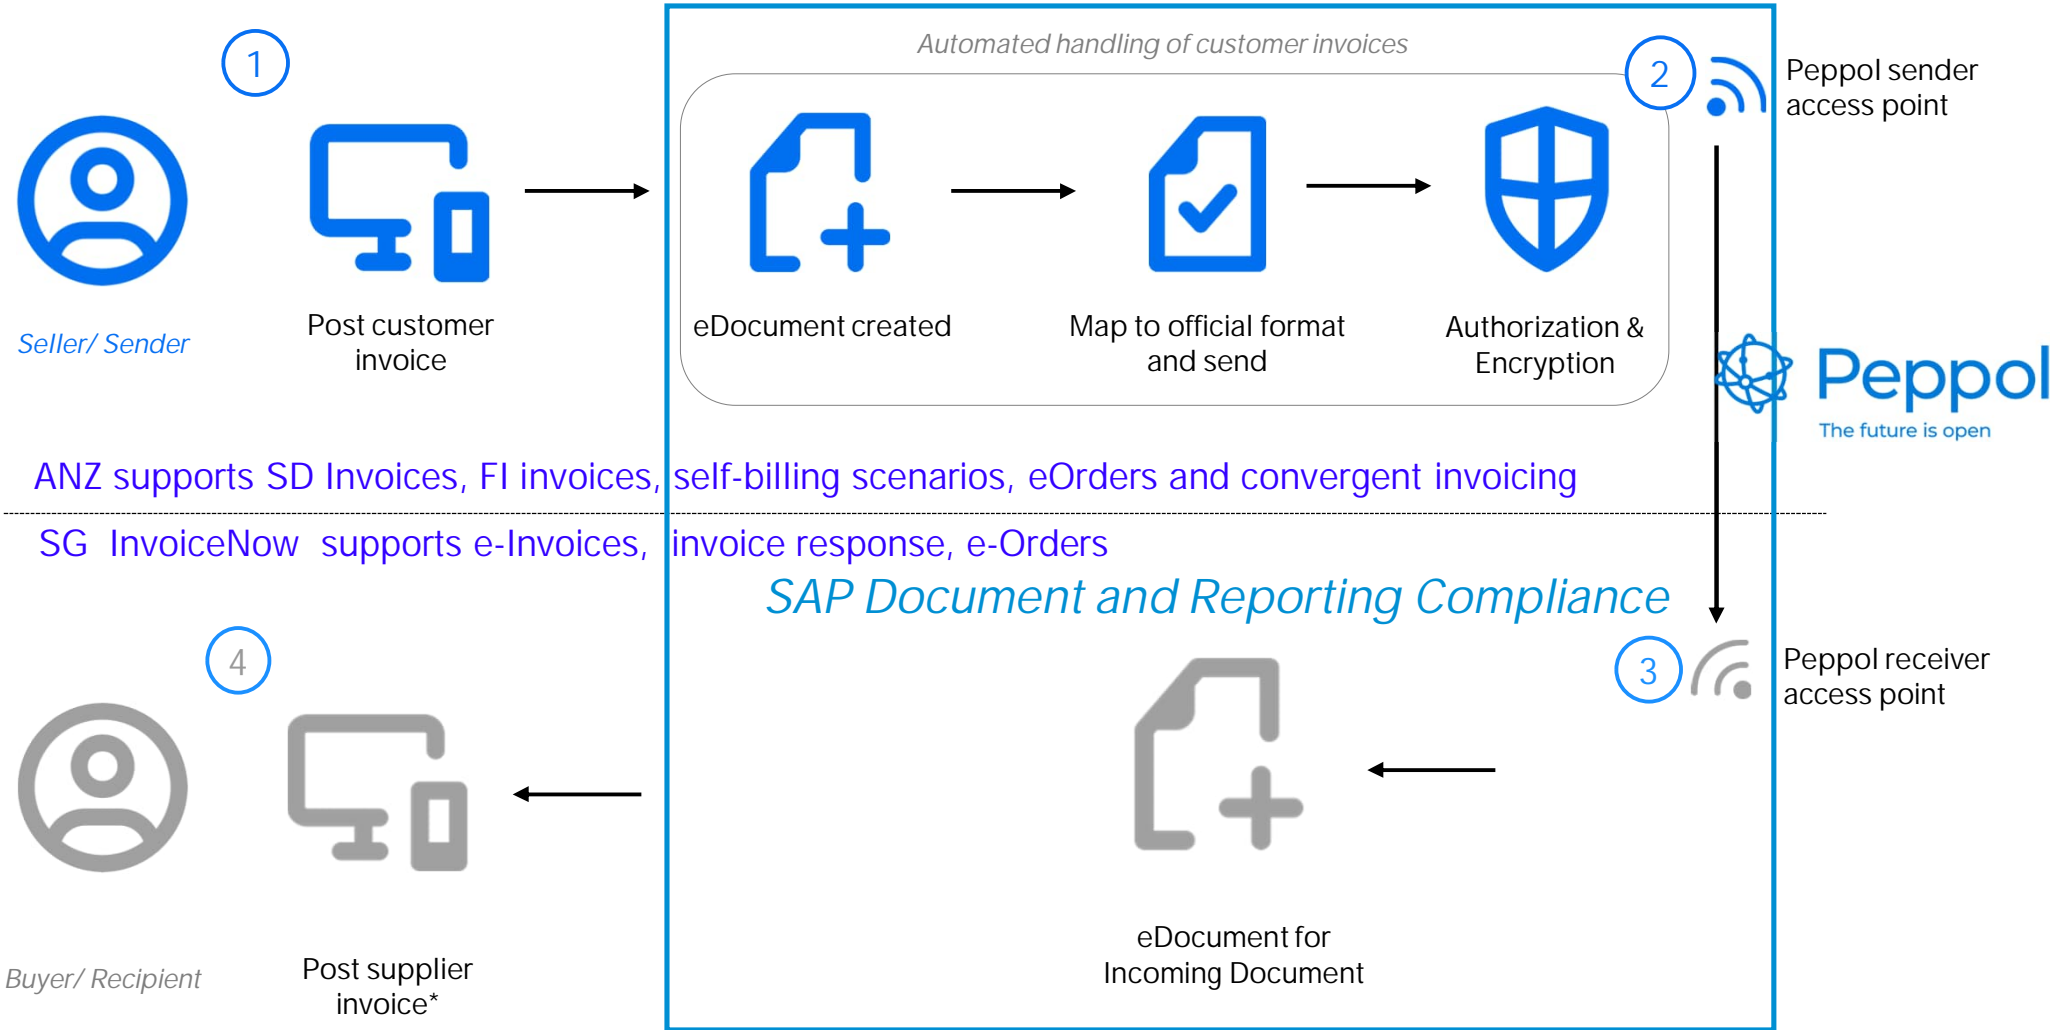 1
Automated handling of customer invoices
2
Peppol sender
access point
Seller/ Sender
Post customer
invoice
eDocument created
Map to official format
and send
Authorization &
Encryption
Peppol
The future is open
ANZ supports SD Invoices, FI invoices, self-billing scenarios, eOrders and convergent invoicing
SG InvoiceNow supports e-Invoices, invoice response, e-Orders
SAP Document and Reporting Compliance
4
3
Peppol receiver
access point
Buyer/ Recipient
Post supplier
invoice*
eDocument for
Incoming Document